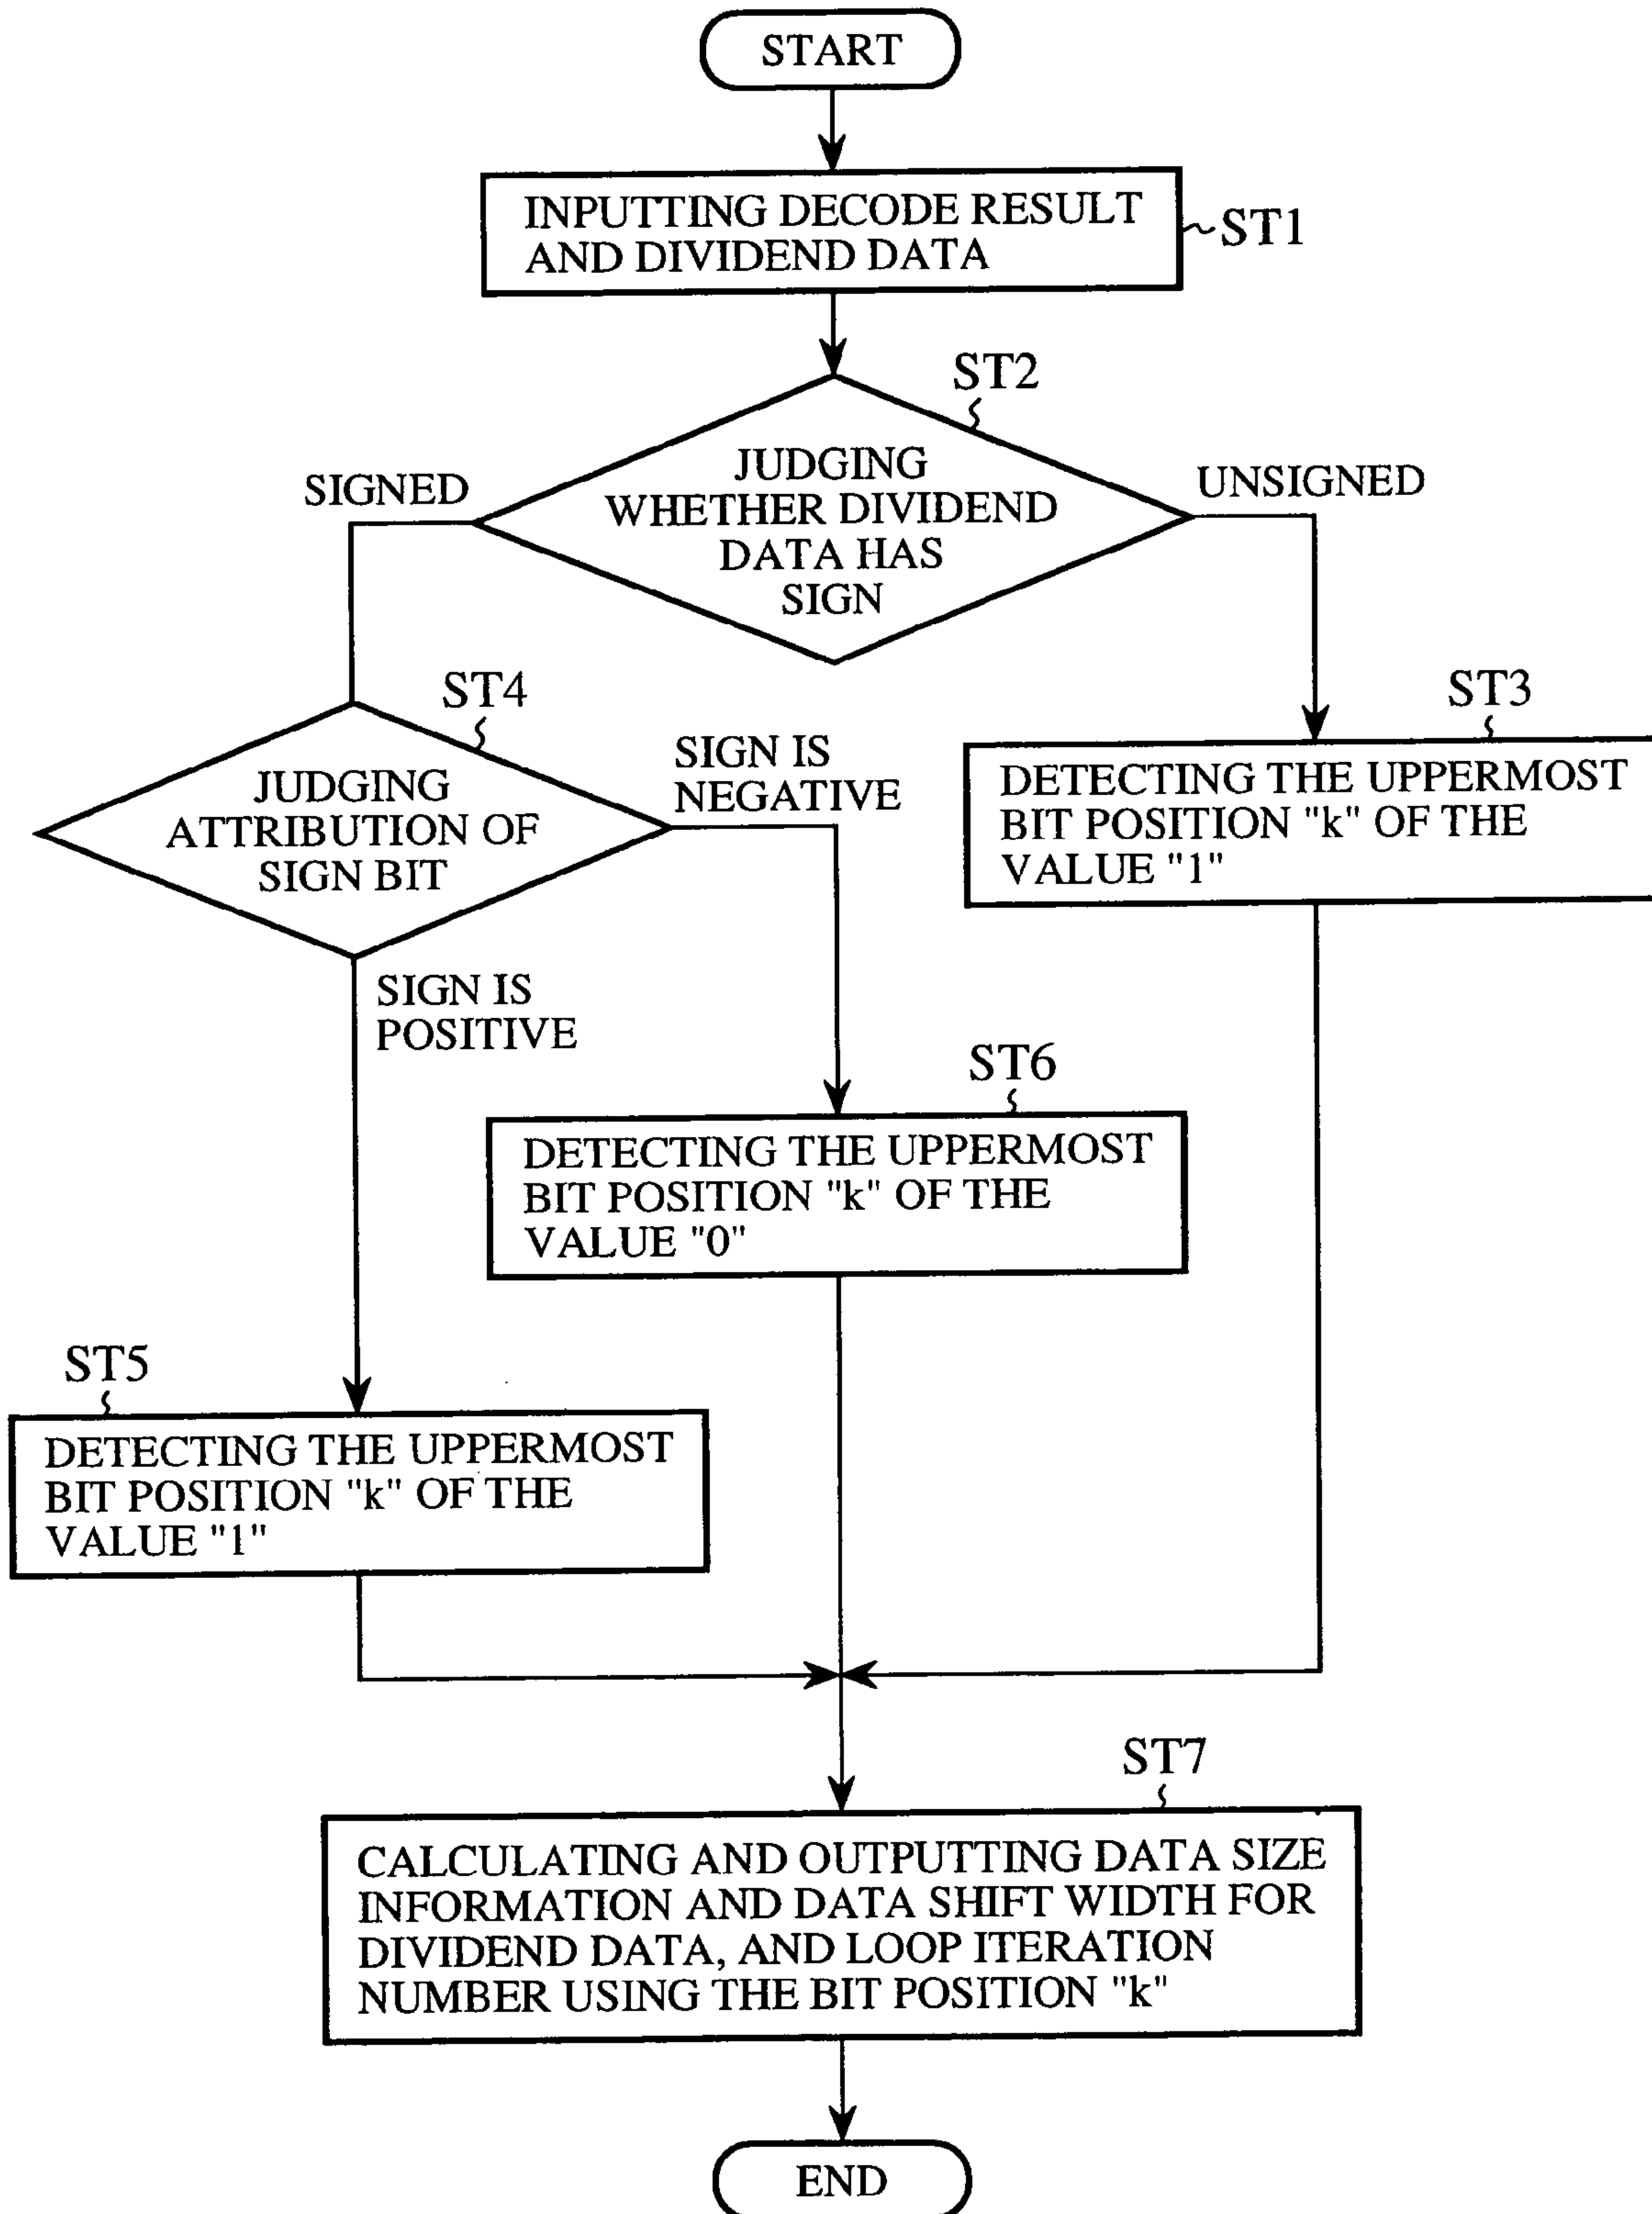 START
INPUTTING DECODE RESULT
AND DIVIDEND DATA
ST1
ST2
JUDGING
WHETHER DIVIDEND
DATA HAS
SIGN
SIGNED
UNSIGNED
ST4
JUDGING
ATTRIBUTION OF
SIGN BIT
SIGN IS
NEGATIVE
ST3
DETECTING THE UPPERMOST
BIT POSITION "k" OF THE
VALUE "1"
SIGN IS
POSITIVE
ST6
DETECTING THE UPPERMOST
BIT POSITION "k" OF THE
VALUE "0"
ST5
DETECTING THE UPPERMOST
BIT POSITION "k" OF THE
VALUE "1"
ST7
CALCULATING AND OUTPUTTING DATA SIZE
INFORMATION AND DATA SHIFT WIDTH FOR
DIVIDEND DATA, AND LOOP ITERATION
NUMBER USING THE BIT POSITION "k"
END